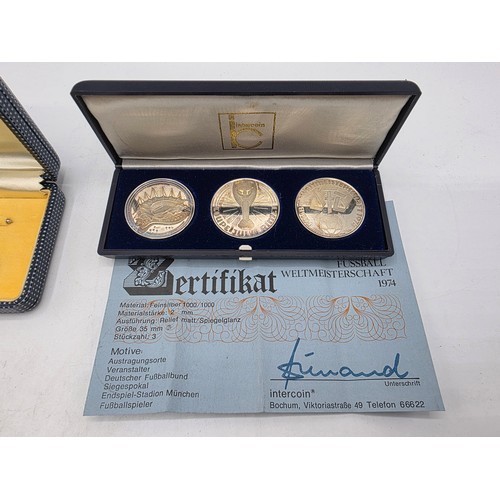 intercoin
Zertifikat
FUSSBALL
WELTMEISTERSCHAFT
1974
Material: Feinsilber 1000/1000
Materialstärke: 2 mm
Ausführung: Relief matt/Spiegelglanz
Größe 35 mm
Stückzahl: 3
Motive:
Austragungsorte
Veranstalter
Deutscher Fußballbund
Siegespokal
Endspiel-Stadion München
Fußballspieler
Unterschrift
intercoin®
Bochum, Viktoriastraße 49 Telefon 66622